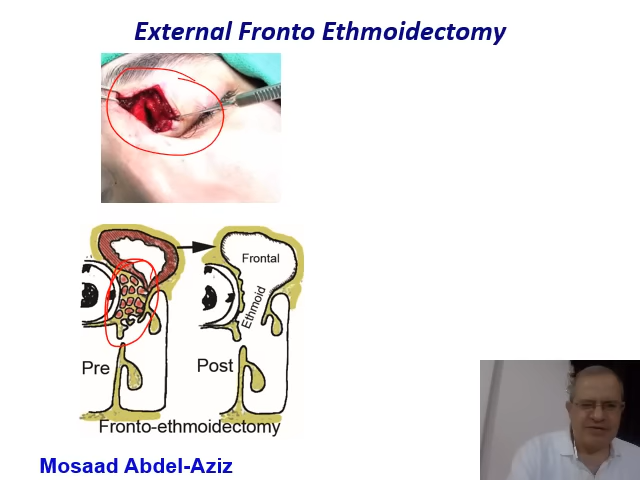 External Fronto Ethmoidectomy
Frontal
Ethmoid
Pre
Post
Fronto-ethmoidectomy
Mosaad Abdel-Aziz